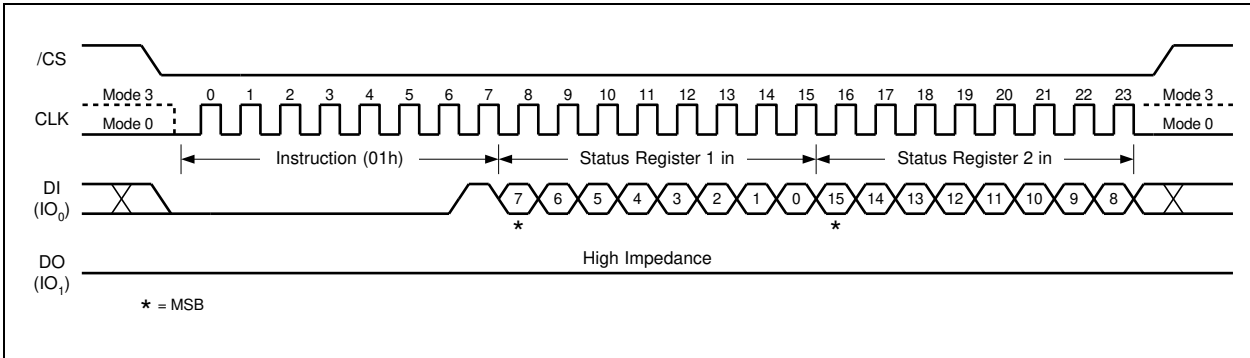 /CS
Mode 3 0 1 2 3 4 5 6 7 8 9 10 11 12 13 14 15 16 17 18 19 20 21 22 23 Mode 3
CLK
Mode 0 Mode 0
Instruction (01h) Status Register 1 in Status Register 2 in
DI
(IO0) 7 6 5 4 3 2 1 0 15 14 13 12 11 10 9 8
* *
High Impedance
DO
(IO1)
* = MSB